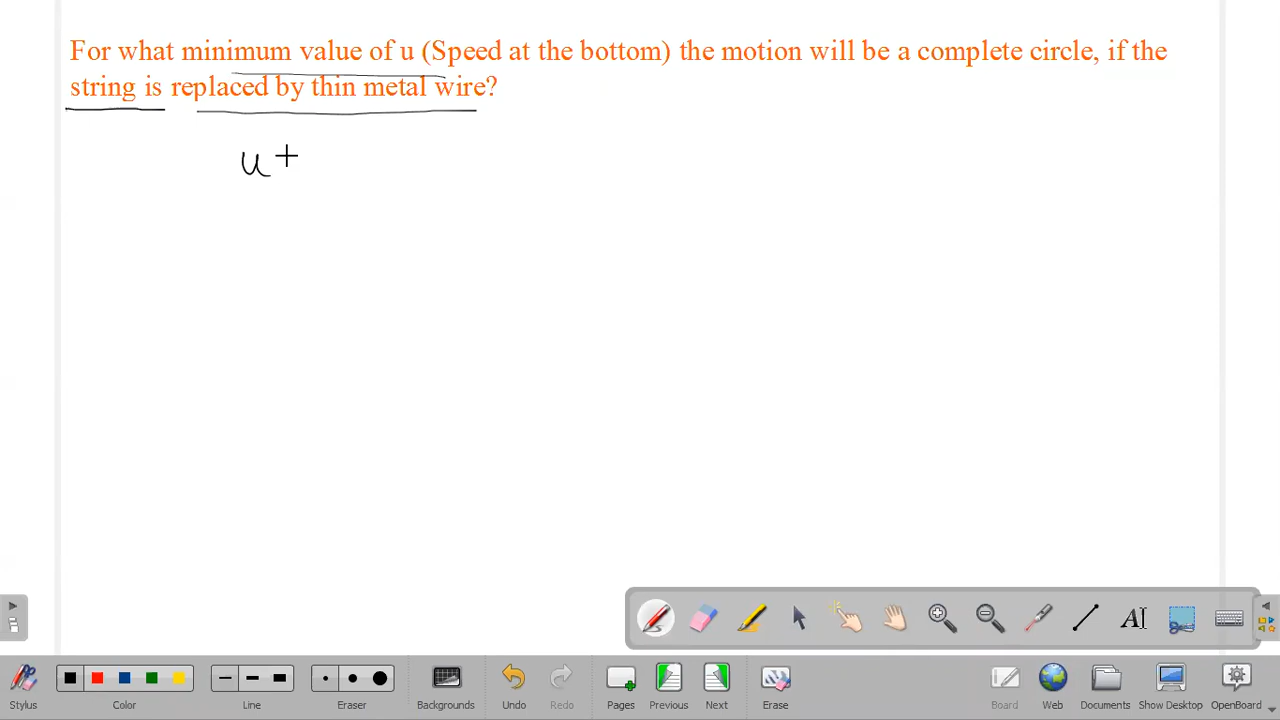 For what minimum value of u (Speed at the bottom) the motion will be a complete circle, if the
string is replaced by thin metal wire?
u +
Stylus Color Line Eraser Backgrounds Undo Redo Pages Previous Next Erase Board Web Documents Show Desktop OpenBoard